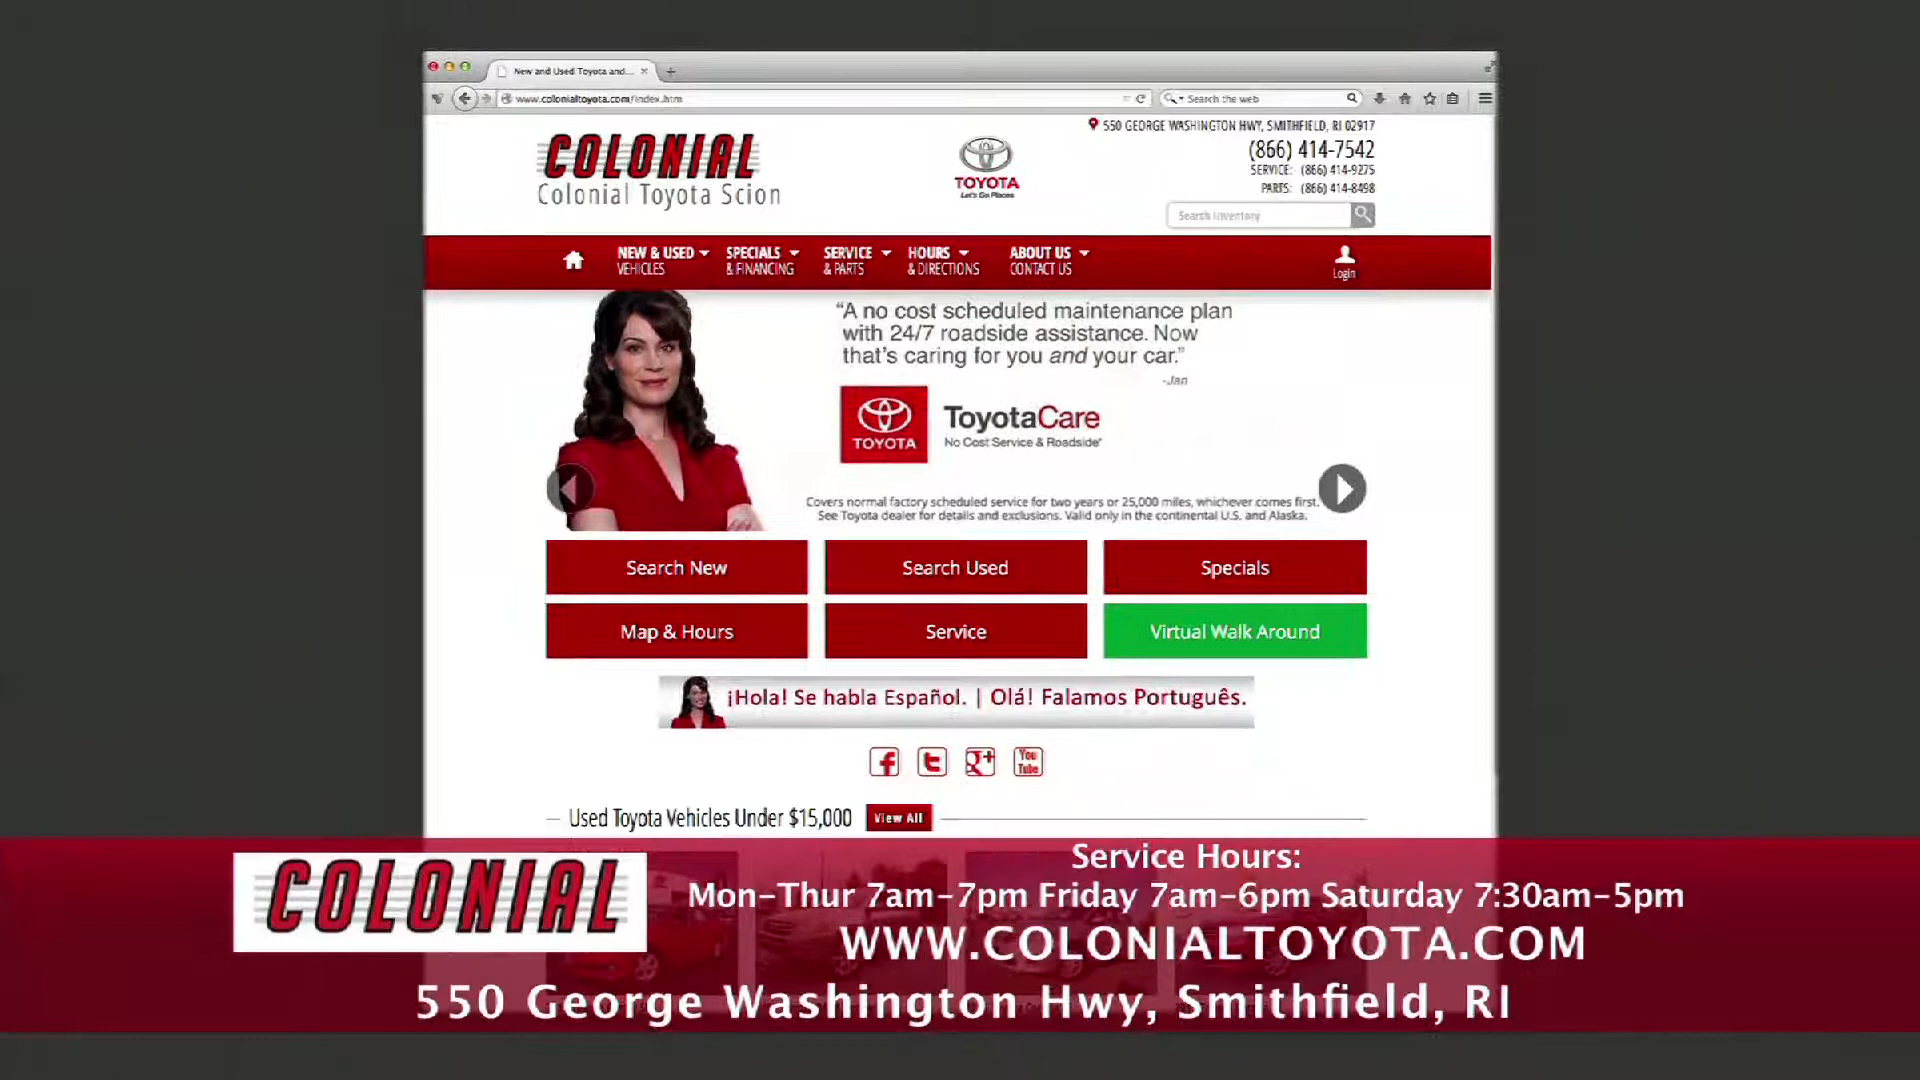 New and Used Toyota and...
www.colonialtoyota.com/index.htm
Search the web
550 GEORGE WASHINGTON HWY, SMITHFIELD, RI 02917
COLONIAL
Colonial Toyota Scion
TOYOTA
Let's Go Places
(866) 414-7542
SERVICE: (866) 414-9275
PARTS: (866) 414-8498
Search Inventory
NEW & USED
VEHICLES
SPECIALS
& FINANCING
SERVICE
& PARTS
HOURS
& DIRECTIONS
ABOUT US
CONTACT US
Login
“A no cost scheduled maintenance plan
with 24/7 roadside assistance. Now
that’s caring for you and your car.”
-Jan
TOYOTA
ToyotaCare
No Cost Service & Roadside*
Covers normal factory scheduled service for two years or 25,000 miles, whichever comes first.
See Toyota dealer for details and exclusions. Valid only in the continental U.S. and Alaska.
Search New
Search Used
Specials
Map & Hours
Service
Virtual Walk Around
¡Hola! Se habla Español. | Olá! Falamos Português.
f
t
g+
You
Tube
Used Toyota Vehicles Under $15,000
View All
COLONIAL
Service Hours:
Mon-Thur 7am-7pm Friday 7am-6pm Saturday 7:30am-5pm
WWW.COLONIALTOYOTA.COM
550 George Washington Hwy, Smithfield, RI